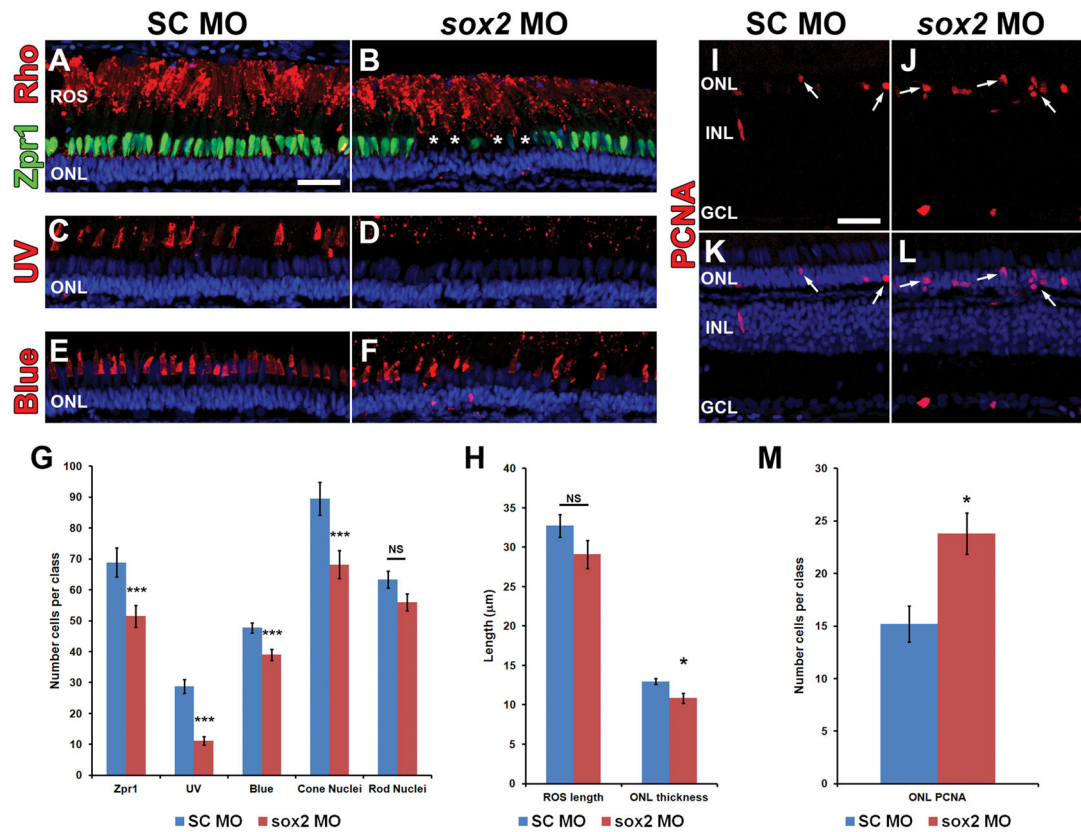 SC MO
sox2 MO
SC MO
sox2 MO
Zpr1 Rho
A
ROS
ONL
B
* * * *
UV
C
ONL
D
Blue
E
ONL
F
PCNA
I
ONL
INL
GCL
J
K
ONL
INL
GCL
L
G
Number cells per class
100
90
80
70
60
50
40
30
20
10
0
***
***
***
***
NS
Zpr1 UV Blue Cone Nuclei Rod Nuclei
SC MO sox2 MO
H
Length (µm)
40
35
30
25
20
15
10
5
0
NS
*
ROS length ONL thickness
SC MO sox2 MO
M
Number cells per class
30
25
20
15
10
5
0
*
ONL PCNA
SC MO sox2 MO